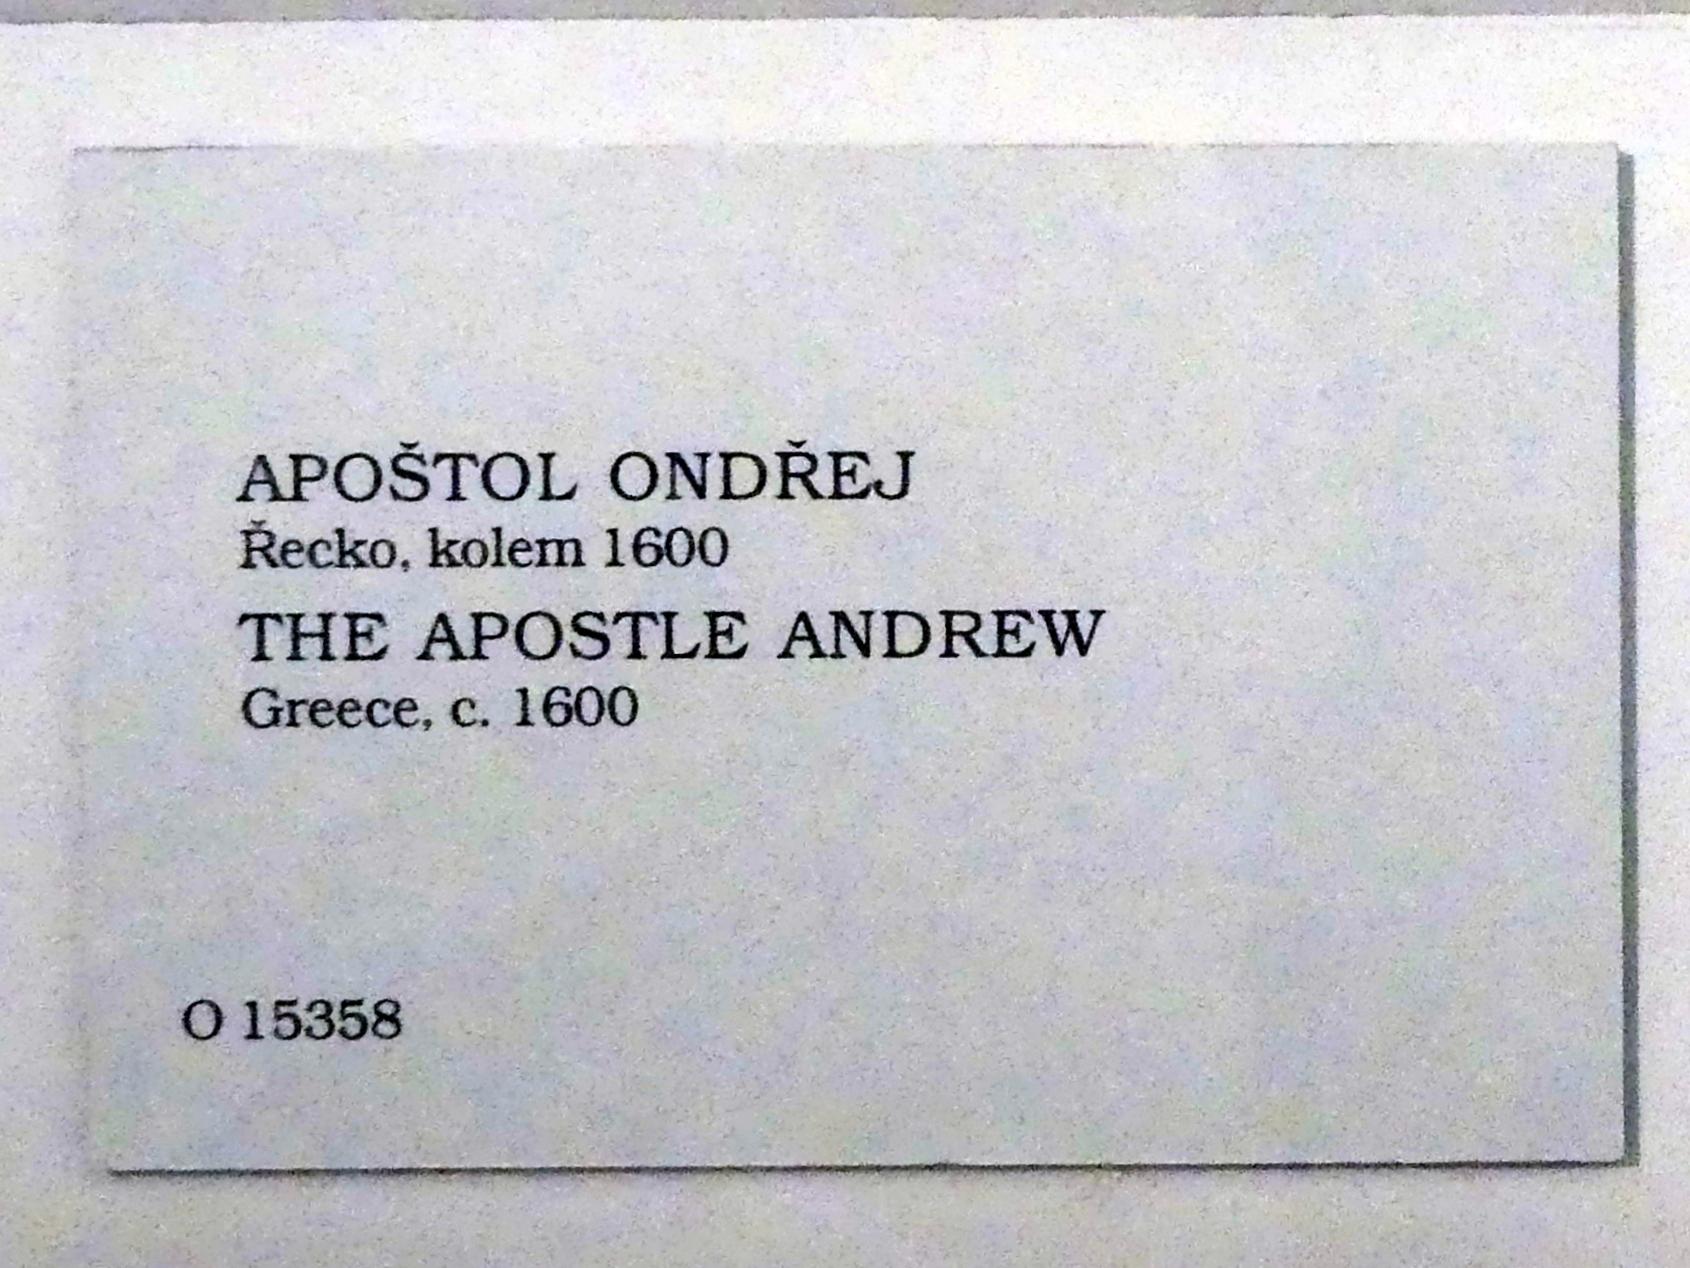 APOŠTOL ONDŘEJ
Řecko, kolem 1600
THE APOSTLE ANDREW
Greece, c. 1600
O 15358